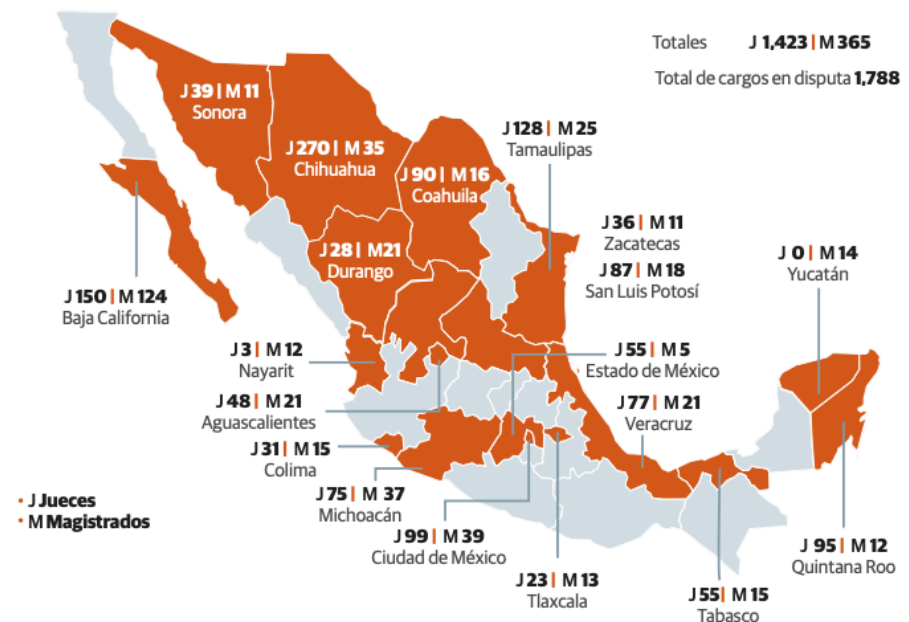 Totales J 1,423 | M 365
Total de cargos en disputa 1,788
J 39 | M 11
Sonora
J 270 | M 35
Chihuahua
J 90 | M 16
Coahuila
J 128 | M 25
Tamaulipas
J 36 | M 11
Zacatecas
J 87 | M 18
San Luis Potosí
J 28 | M 21
Durango
J 0 | M 14
Yucatán
J 150 | M 124
Baja California
J 3 | M 12
Nayarit
J 55 | M 5
Estado de México
J 48 | M 21
Aguascalientes
J 77 | M 21
Veracruz
J 31 | M 15
Colima
J 75 | M 37
Michoacán
• J Jueces
• M Magistrados
J 99 | M 39
Ciudad de México
J 95 | M 12
Quintana Roo
J 23 | M 13
Tlaxcala
J 55 | M 15
Tabasco